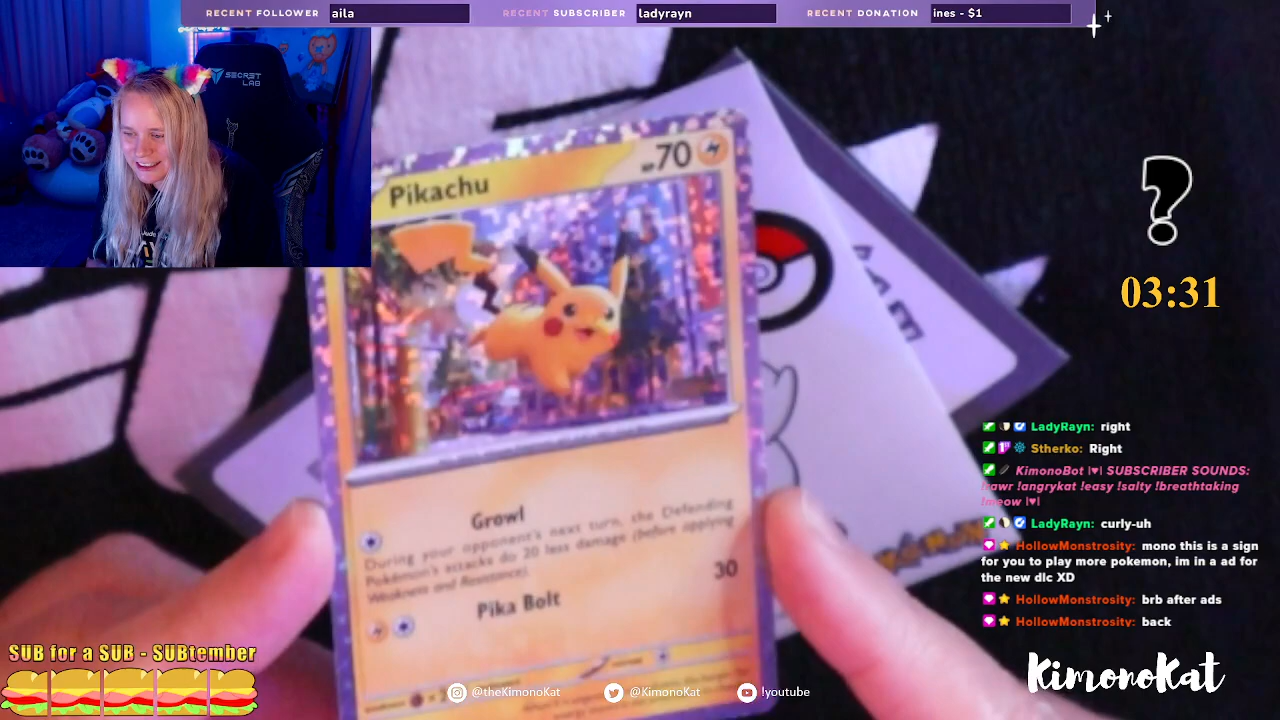 RECENT FOLLOWER aila
RECENT SUBSCRIBER ladyrayn
RECENT DONATION ines - $1
SECRET
LAB
Pikachu
HP 70
?
03:31
Growl
During your opponent's next turn, the Defending
Pokémon's attacks do 20 less damage (before applying
Weakness and Resistance).
Pika Bolt
30
LadyRayn: right
Stherko: Right
KimonoBot |♥| SUBSCRIBER SOUNDS:
!rawr !angrykat !easy !salty !breathtaking
!meow |♥|
LadyRayn: curly-uh
HollowMonstrosity: mono this is a sign
for you to play more pokemon, im in a ad for
the new dlc XD
HollowMonstrosity: brb after ads
HollowMonstrosity: back
SUB for a SUB - SUBtember
@theKimonoKat
@KimonoKat
!youtube
KimonoKat